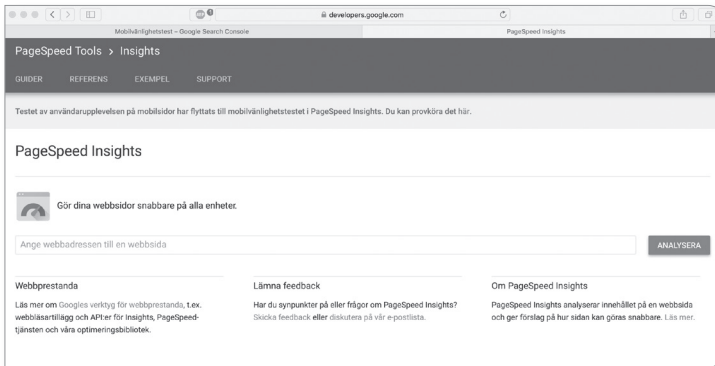 developers.google.com
Mobilvänlighetstest – Google Search Console
PageSpeed Insights
PageSpeed Tools > Insights
GUIDER REFERENS EXEMPEL SUPPORT
Testet av användarupplevelsen på mobilsidor har flyttats till mobilvänlighetstestet i PageSpeed Insights. Du kan provköra det här.
PageSpeed Insights
Gör dina webbsidor snabbare på alla enheter.
Ange webbadressen till en webbsida
ANALYSERA
Webbprestanda
Läs mer om Googles verktyg för webbprestanda, t.ex.
webbläsartillägg och API:er för Insights, PageSpeed-
tjänsten och våra optimeringsbibliotek.
Lämna feedback
Har du synpunkter på eller frågor om PageSpeed Insights?
Skicka feedback eller diskutera på vår e-postlista.
Om PageSpeed Insights
PageSpeed Insights analyserar innehållet på en webbsida
och ger förslag på hur sidan kan göras snabbare. Läs mer.